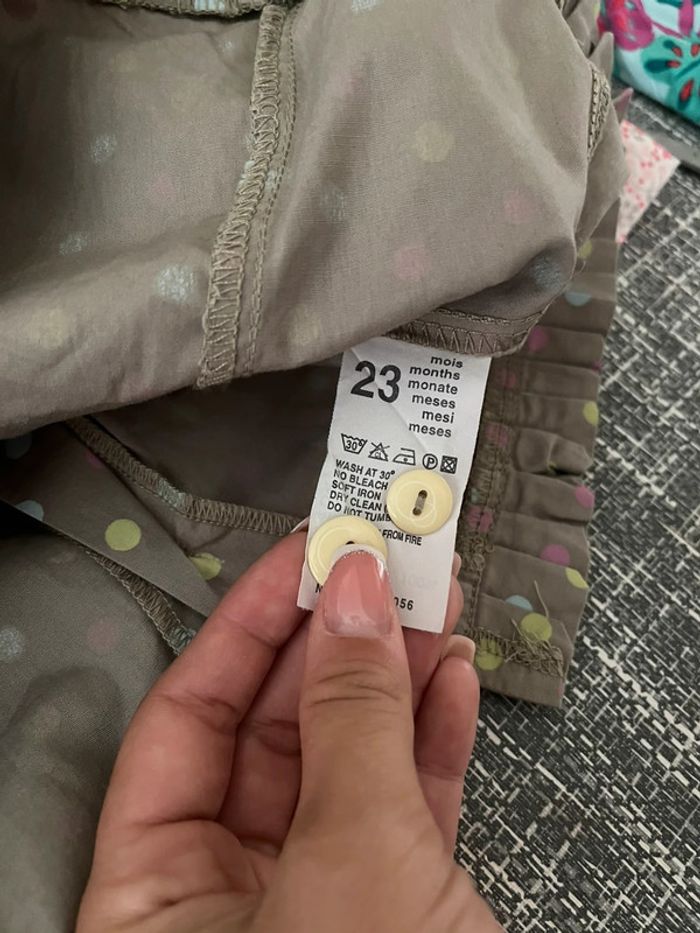 mois
23 months
monate
meses
mesi
meses
30°
P
WASH AT 30°
NO BLEACH
SOFT IRON
DRY CLEAN
DO NOT TUMB
FROM FIRE
056